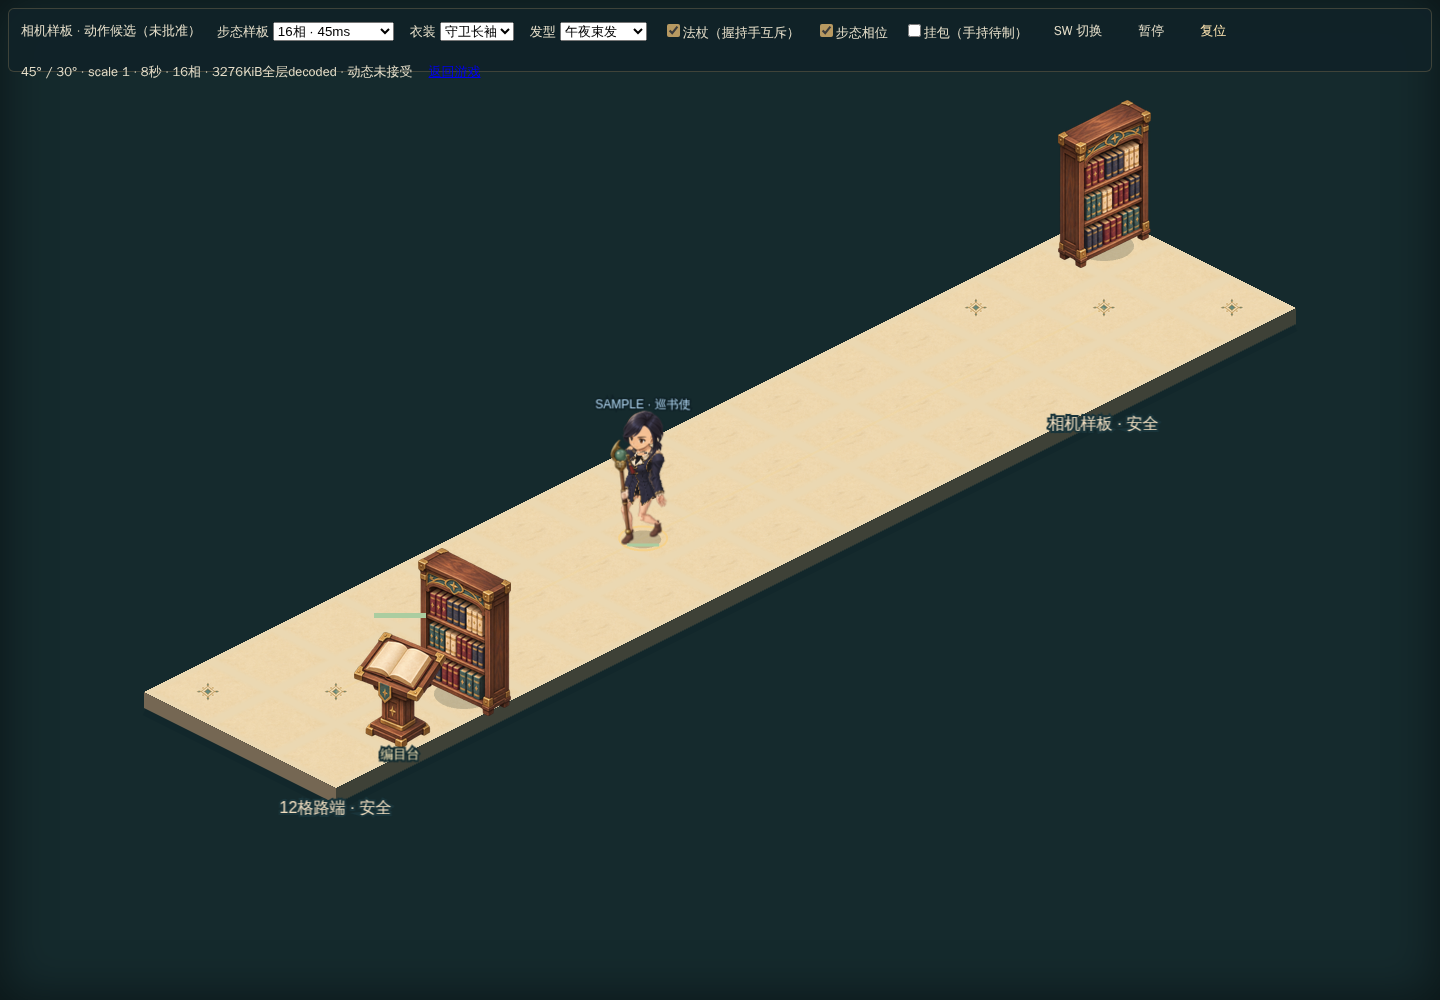 相机样板 · 动作候选（未批准） 步态样板 16相 · 45ms 衣装 守卫长袖 发型 午夜束发 法杖（握持手互斥） 步态相位 挂包（手持待制） SW 切换 暂停 复位
45° / 30° · scale 1 · 8秒 · 16相 · 3276KiB全层decoded · 动态未接受
SAMPLE · 巡书使
相机样板 · 安全
编目台
12格路端 · 安全